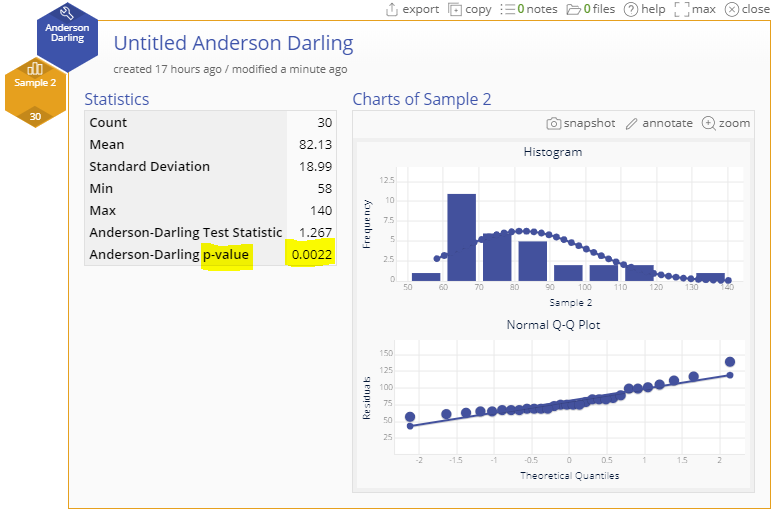 export copy 0 notes 0 files help max close
Anderson
Darling
Untitled Anderson Darling
created 17 hours ago / modified a minute ago
Sample 2
30
Statistics
Count 30
Mean 82.13
Standard Deviation 18.99
Min 58
Max 140
Anderson-Darling Test Statistic 1.267
Anderson-Darling p-value 0.0022
Charts of Sample 2
snapshot annotate zoom
Histogram
Frequency
12.5
10
7.5
5
2.5
0
50 60 70 80 90 100 110 120 130 140
Sample 2
Normal Q-Q Plot
Residuals
150
125
100
75
50
25
-2 -1.5 -1 -0.5 0 0.5 1 1.5 2
Theoretical Quantiles